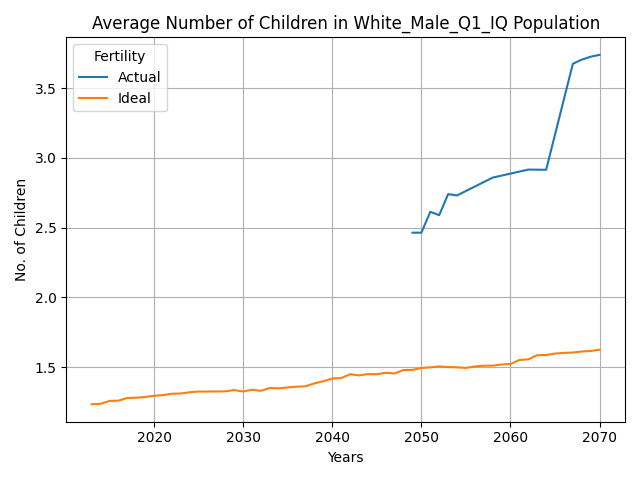 Average Number of Children in White_Male_Q1_IQ Population
Fertility
Actual
Ideal
3.5
3.0
2.5
2.0
1.5
No. of Children
2020 2030 2040 2050 2060 2070
Years